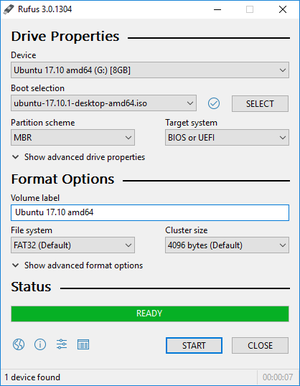 Rufus 3.0.1304
Drive Properties
Device
Ubuntu 17.10 amd64 (G:) [8GB]
Boot selection
ubuntu-17.10.1-desktop-amd64.iso
SELECT
Partition scheme
Target system
MBR
BIOS or UEFI
Show advanced drive properties
Format Options
Volume label
Ubuntu 17.10 amd64
File system
Cluster size
FAT32 (Default)
4096 bytes (Default)
Show advanced format options
Status
READY
START
CLOSE
1 device found
00:00:07